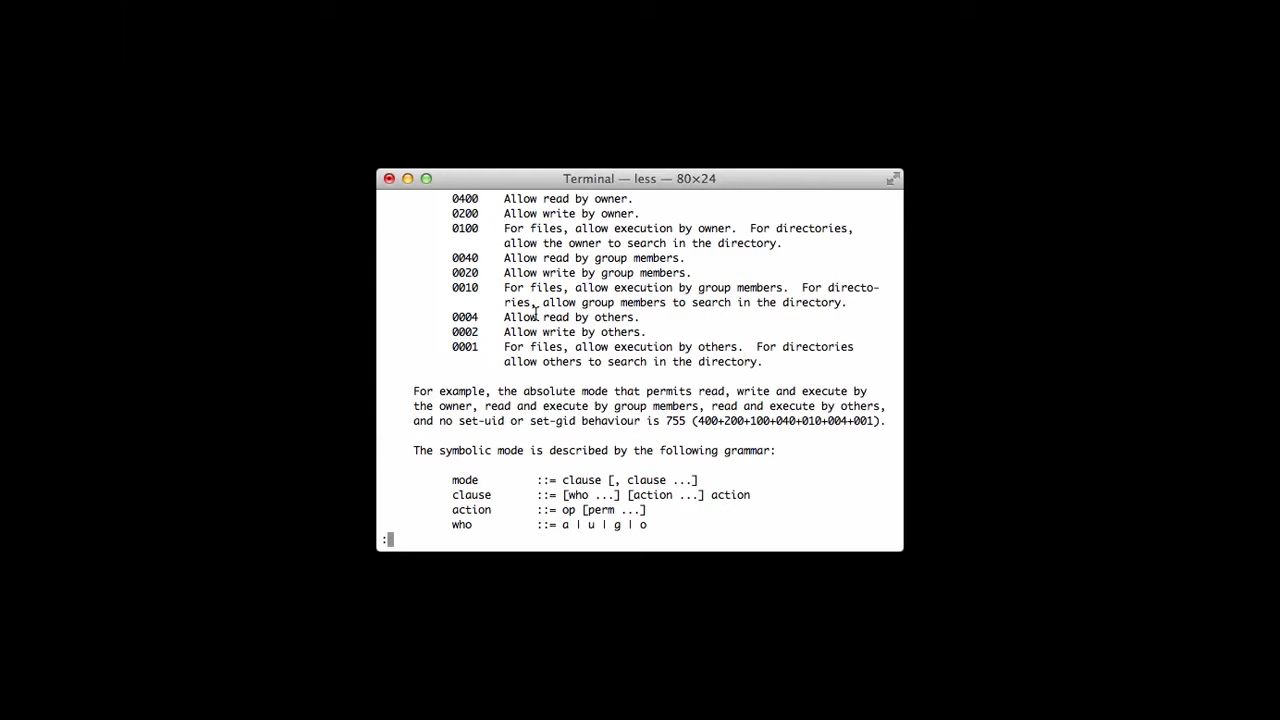 Terminal — less — 80×24
0400 Allow read by owner.
0200 Allow write by owner.
0100 For files, allow execution by owner. For directories,
allow the owner to search in the directory.
0040 Allow read by group members.
0020 Allow write by group members.
0010 For files, allow execution by group members. For directo-
ries, allow group members to search in the directory.
0004 Allow read by others.
0002 Allow write by others.
0001 For files, allow execution by others. For directories
allow others to search in the directory.
For example, the absolute mode that permits read, write and execute by
the owner, read and execute by group members, read and execute by others,
and no set-uid or set-gid behaviour is 755 (400+200+100+040+010+004+001).
The symbolic mode is described by the following grammar:
mode ::= clause [, clause ...]
clause ::= [who ...] [action ...] action
action ::= op [perm ...]
who ::= a | u | g | o
: